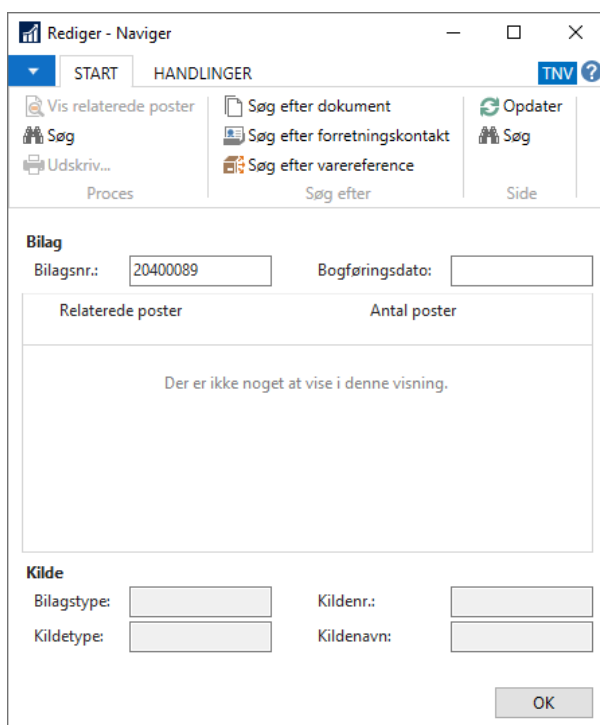 Rediger - Naviger
START HANDLINGER TNV ?
Vis relaterede poster Søg efter dokument Opdater
Søg Søg efter forretningskontakt Søg
Udskriv... Søg efter varereference
Proces Søg efter Side
Bilag
Bilagsnr.: 20400089 Bogføringsdato:
Relaterede poster Antal poster
Der er ikke noget at vise i denne visning.
Kilde
Bilagstype: Kildenr.:
Kildetype: Kildenavn:
OK